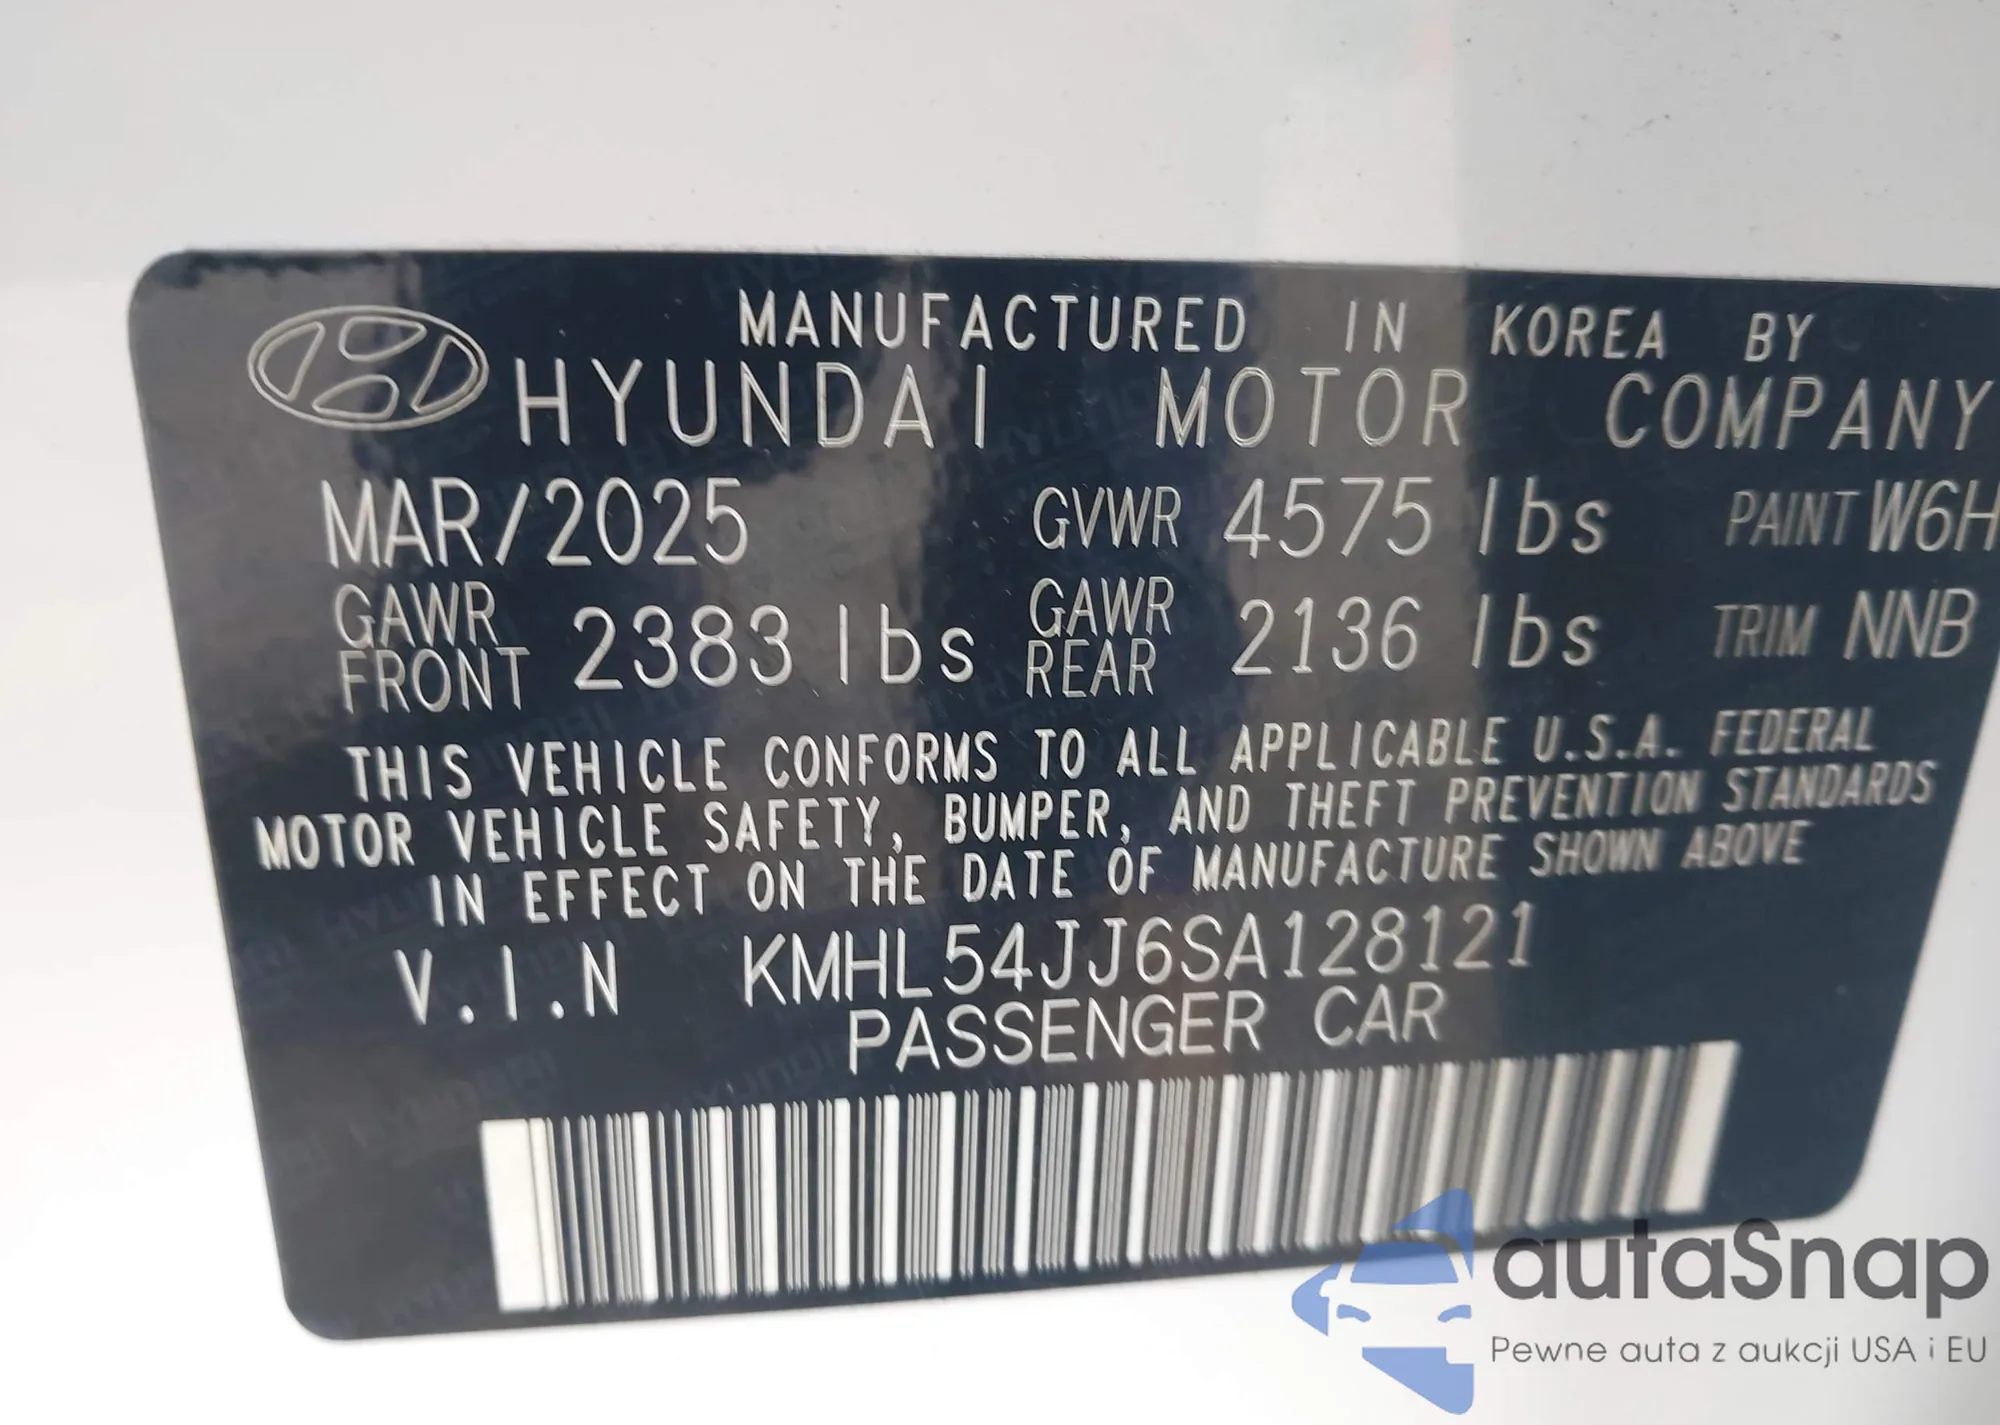 MANUFACTURED IN KOREA BY
HYUNDAI MOTOR COMPANY
MAR/2025 GVWR 4575 lbs PAINT W6H
GAWR FRONT 2383 lbs GAWR REAR 2136 lbs TRIM NNB
THIS VEHICLE CONFORMS TO ALL APPLICABLE U.S.A. FEDERAL
MOTOR VEHICLE SAFETY, BUMPER, AND THEFT PREVENTION STANDARDS
IN EFFECT ON THE DATE OF MANUFACTURE SHOWN ABOVE
V.I.N KMHL54JJ6SA128121
PASSENGER CAR
autaSnap
Pewne auta z aukcji USA i EU